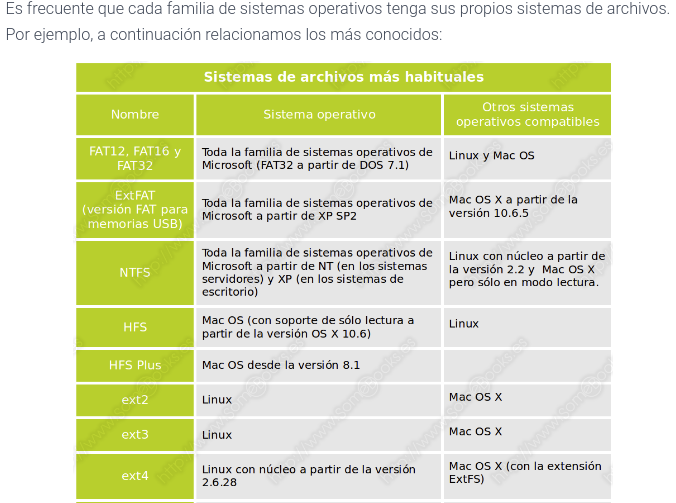 Es frecuente que cada familia de sistemas operativos tenga sus propios sistemas de archivos.
Por ejemplo, a continuación relacionamos los más conocidos:
Sistemas de archivos más habituales
Nombre
Sistema operativo
Otros sistemas
operativos compatibles
FAT12, FAT16 y
FAT32
Toda la familia de sistemas operativos de
Microsoft (FAT32 a partir de DOS 7.1)
Linux y Mac OS
ExtFAT
(versión FAT para
memorias USB)
Toda la familia de sistemas operativos de
Microsoft a partir de XP SP2
Mac OS X a partir de la
versión 10.6.5
NTFS
Toda la familia de sistemas operativos de
Microsoft a partir de NT (en los sistemas
servidores) y XP (en los sistemas de
escritorio)
Linux con núcleo a partir de
la versión 2.2 y Mac OS X
pero sólo en modo lectura.
HFS
Mac OS (con soporte de sólo lectura a
partir de la versión OS X 10.6)
Linux
HFS Plus
Mac OS desde la versión 8.1
ext2
Linux
Mac OS X
ext3
Linux
Mac OS X
ext4
Linux con núcleo a partir de la versión
2.6.28
Mac OS X (con la extensión
ExtFS)